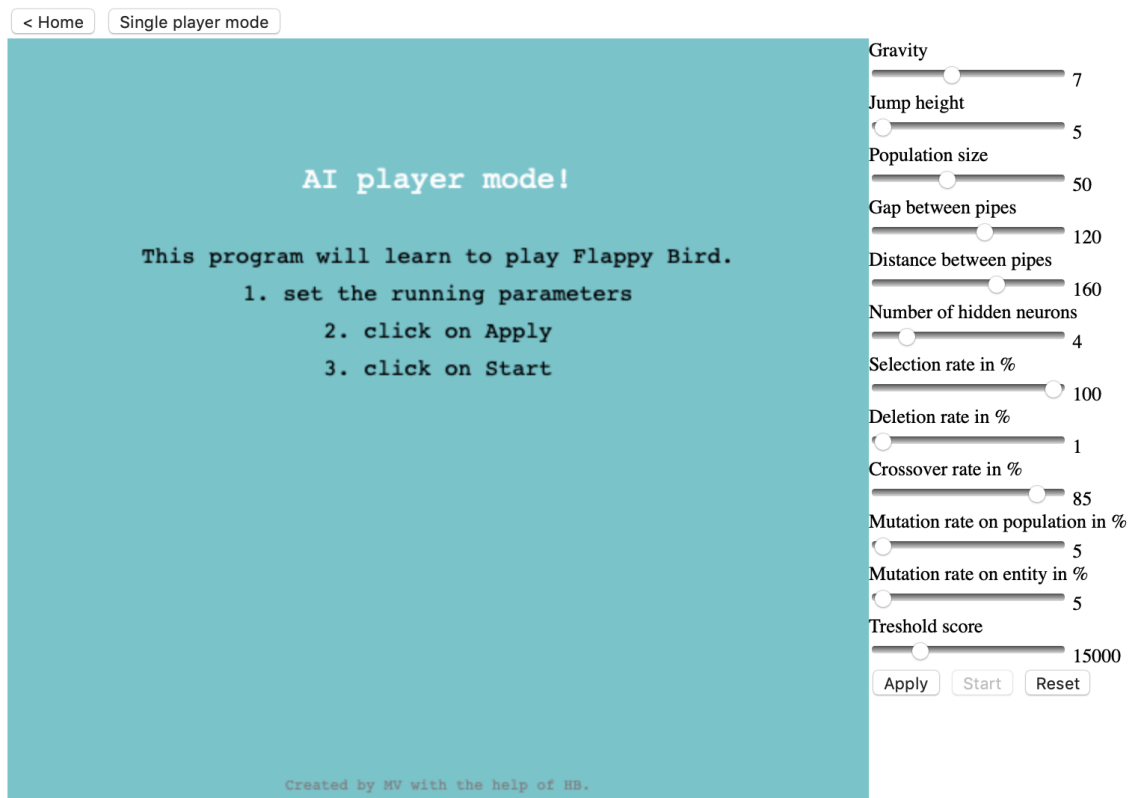 < Home Single player mode
AI player mode!
This program will learn to play Flappy Bird.
1. set the running parameters
2. click on Apply
3. click on Start
Created by MV with the help of HB.
Gravity
7
Jump height
5
Population size
50
Gap between pipes
120
Distance between pipes
160
Number of hidden neurons
4
Selection rate in %
100
Deletion rate in %
1
Crossover rate in %
85
Mutation rate on population in %
5
Mutation rate on entity in %
5
Treshold score
15000
Apply Start Reset